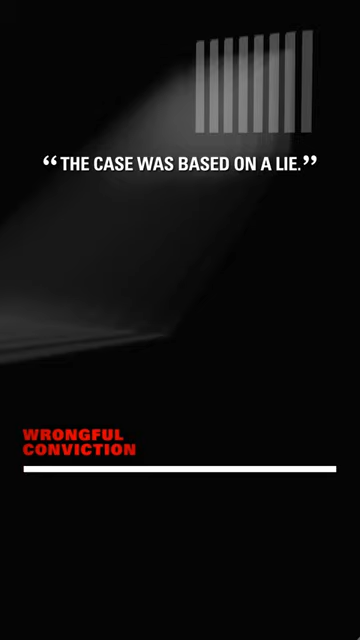 “THE CASE WAS BASED ON A LIE.”
WRONGFUL
CONVICTION